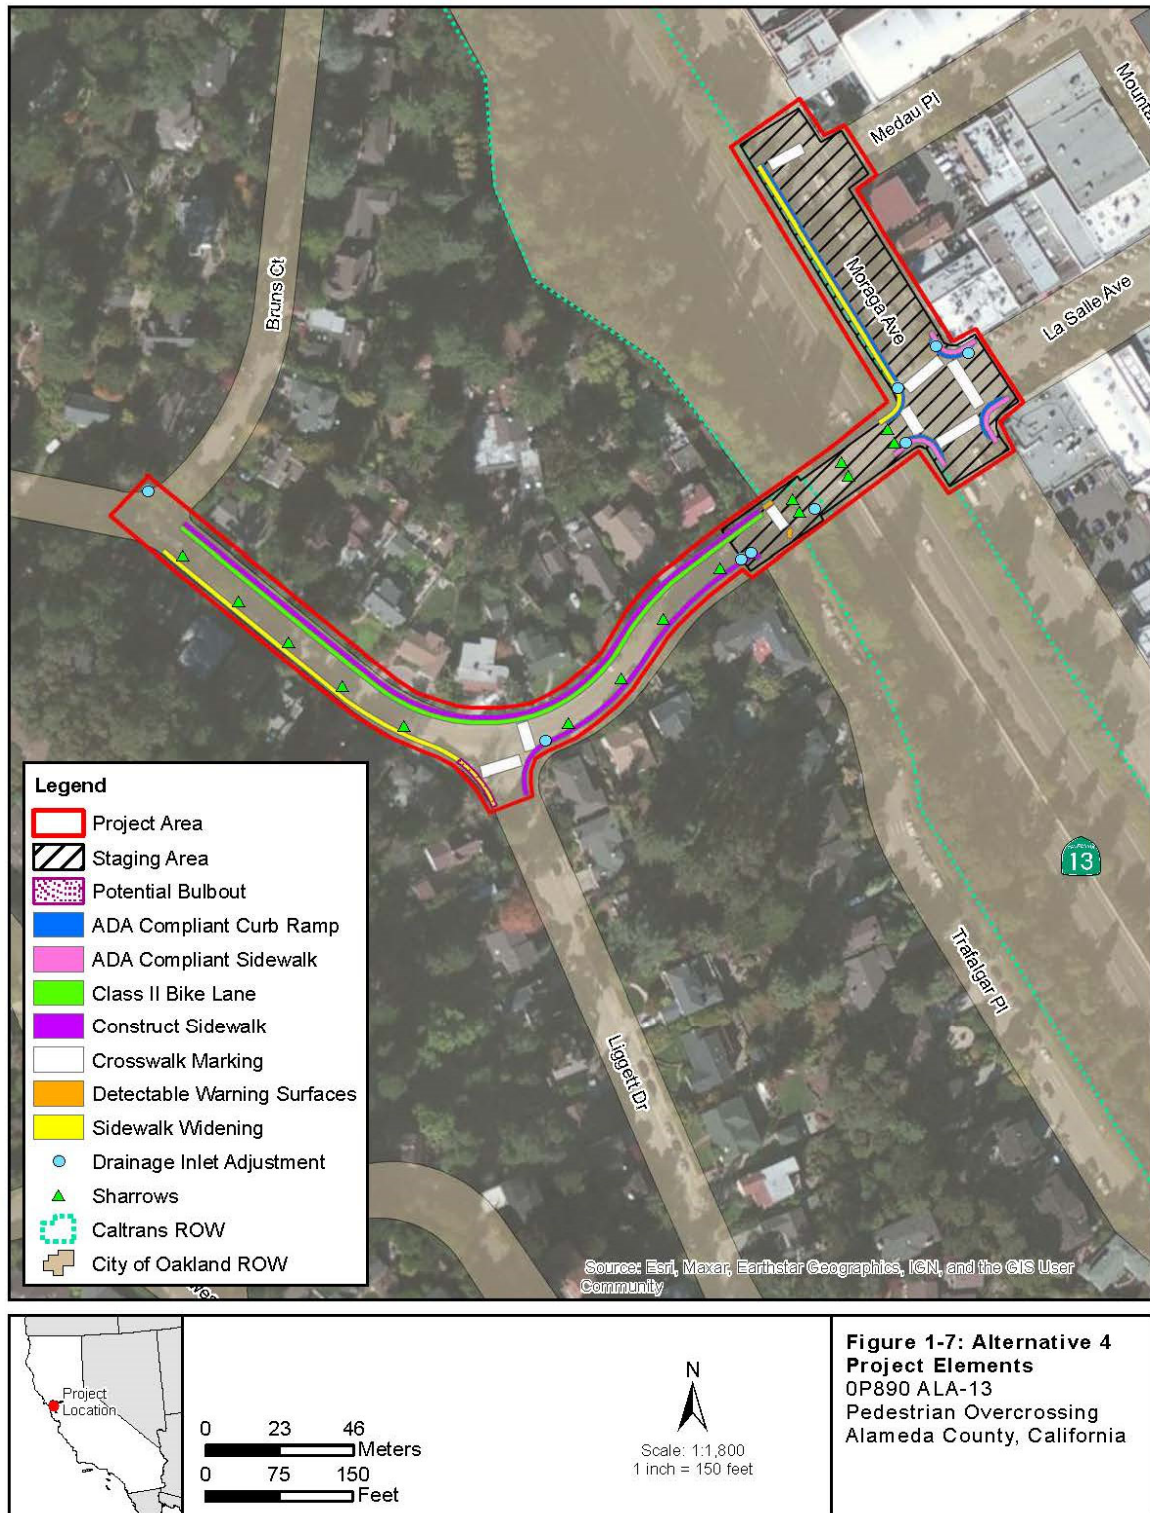 Medau Pl
Bruns Ct
Moraga Ave
La Salle Ave
CALIFORNIA
13
Trafalgar Pl
Liggett Dr
Legend
Project Area
Staging Area
Potential Bulbout
ADA Compliant Curb Ramp
ADA Compliant Sidewalk
Class II Bike Lane
Construct Sidewalk
Crosswalk Marking
Detectable Warning Surfaces
Sidewalk Widening
Drainage Inlet Adjustment
Sharrows
Caltrans ROW
City of Oakland ROW
Source: Esri, Maxar, Earthstar Geographics, IGN, and the GIS User
Community
Project
Location
0 23 46
Meters
0 75 150
Feet
N
Scale: 1:1,800
1 inch = 150 feet
Figure 1-7: Alternative 4
Project Elements
0P890 ALA-13
Pedestrian Overcrossing
Alameda County, California